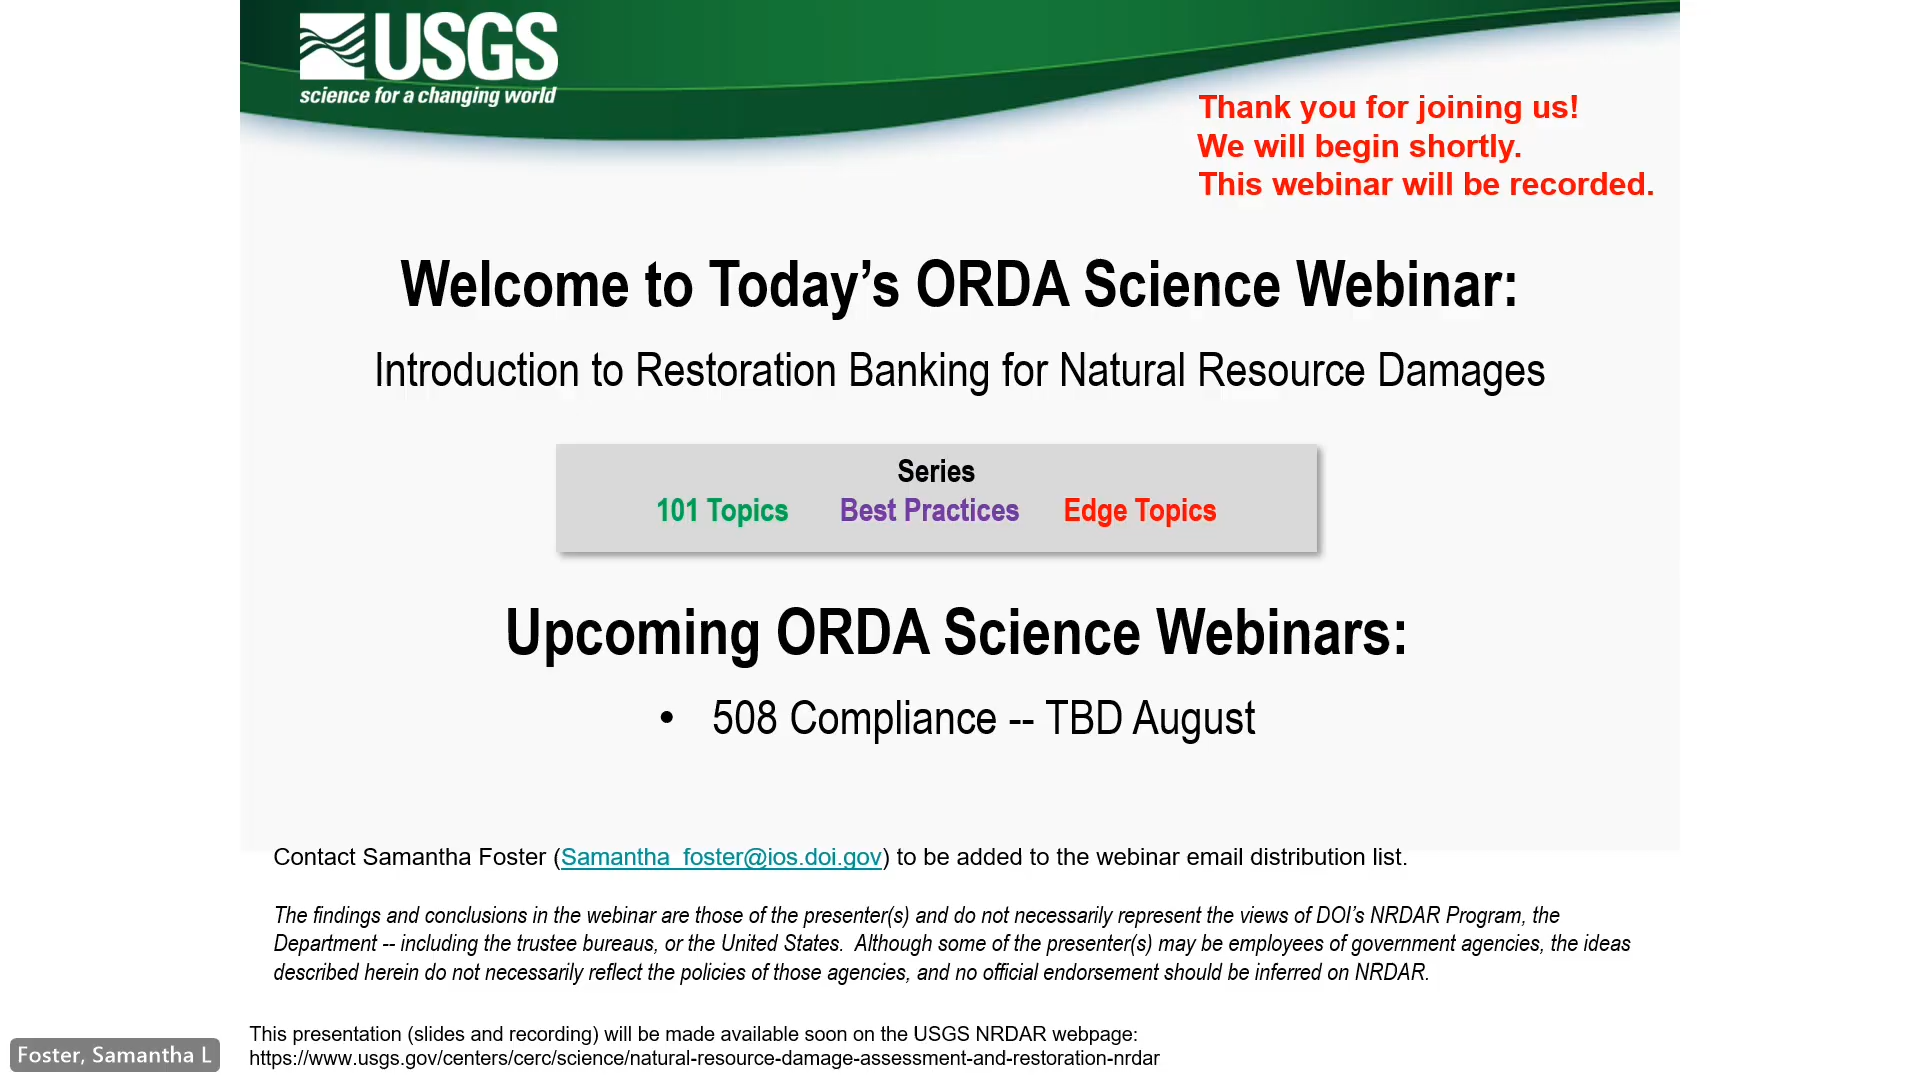 USGS
science for a changing world
Thank you for joining us!
We will begin shortly.
This webinar will be recorded.
Welcome to Today’s ORDA Science Webinar:
Introduction to Restoration Banking for Natural Resource Damages
Series
101 Topics Best Practices Edge Topics
Upcoming ORDA Science Webinars:
• 508 Compliance -- TBD August
Contact Samantha Foster (Samantha_foster@ios.doi.gov) to be added to the webinar email distribution list.
The findings and conclusions in the webinar are those of the presenter(s) and do not necessarily represent the views of DOI’s NRDAR Program, the
Department -- including the trustee bureaus, or the United States. Although some of the presenter(s) may be employees of government agencies, the ideas
described herein do not necessarily reflect the policies of those agencies, and no official endorsement should be inferred on NRDAR.
This presentation (slides and recording) will be made available soon on the USGS NRDAR webpage:
https://www.usgs.gov/centers/cerc/science/natural-resource-damage-assessment-and-restoration-nrdar
Foster, Samantha L